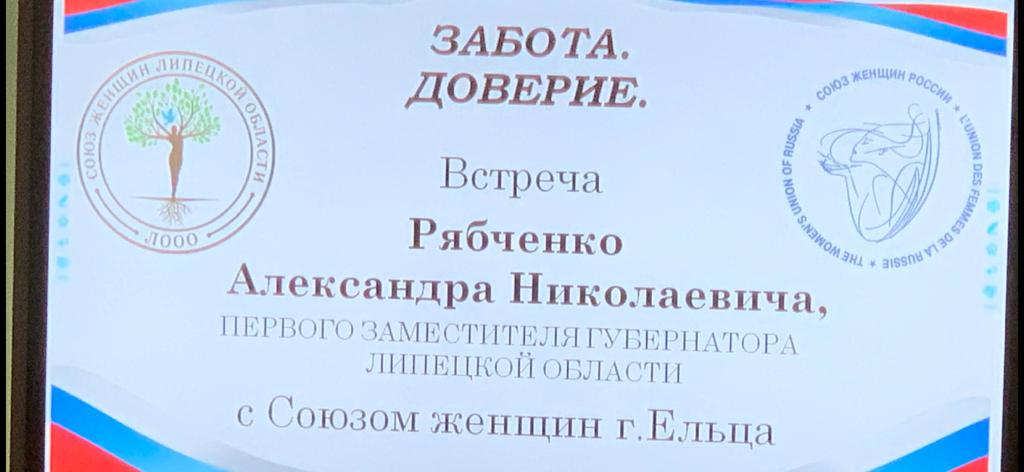 ЗАБОТА.
ДОВЕРИЕ.
СОЮЗ ЖЕНЩИН ЛИПЕЦКОЙ ОБЛАСТИ
ЛООО
СОЮЗ ЖЕНЩИН РОССИИ ★ L'UNION DES FEMMES DE LA RUSSIE ★ THE WOMEN'S UNION OF RUSSIA ★
Встреча
Рябченко
Александра Николаевича,
ПЕРВОГО ЗАМЕСТИТЕЛЯ ГУБЕРНАТОРА
ЛИПЕЦКОЙ ОБЛАСТИ
с Союзом женщин г.Ельца